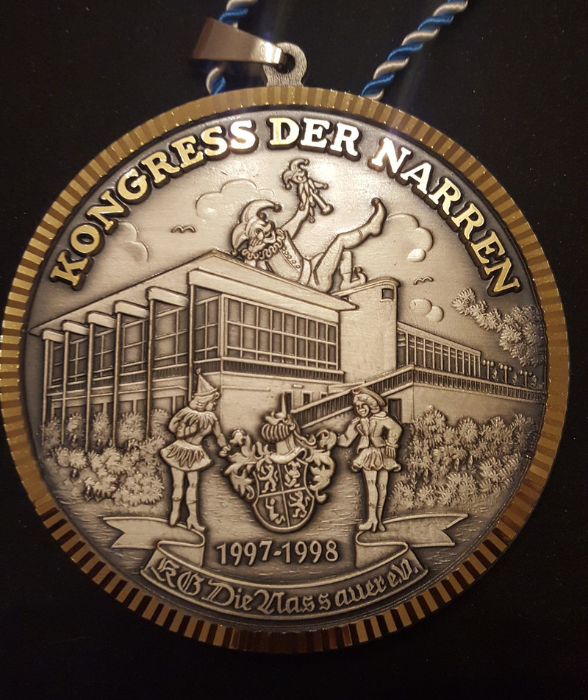 KONGRESS DER NARREN
1997-1998
KG Die Nassauer e.V.